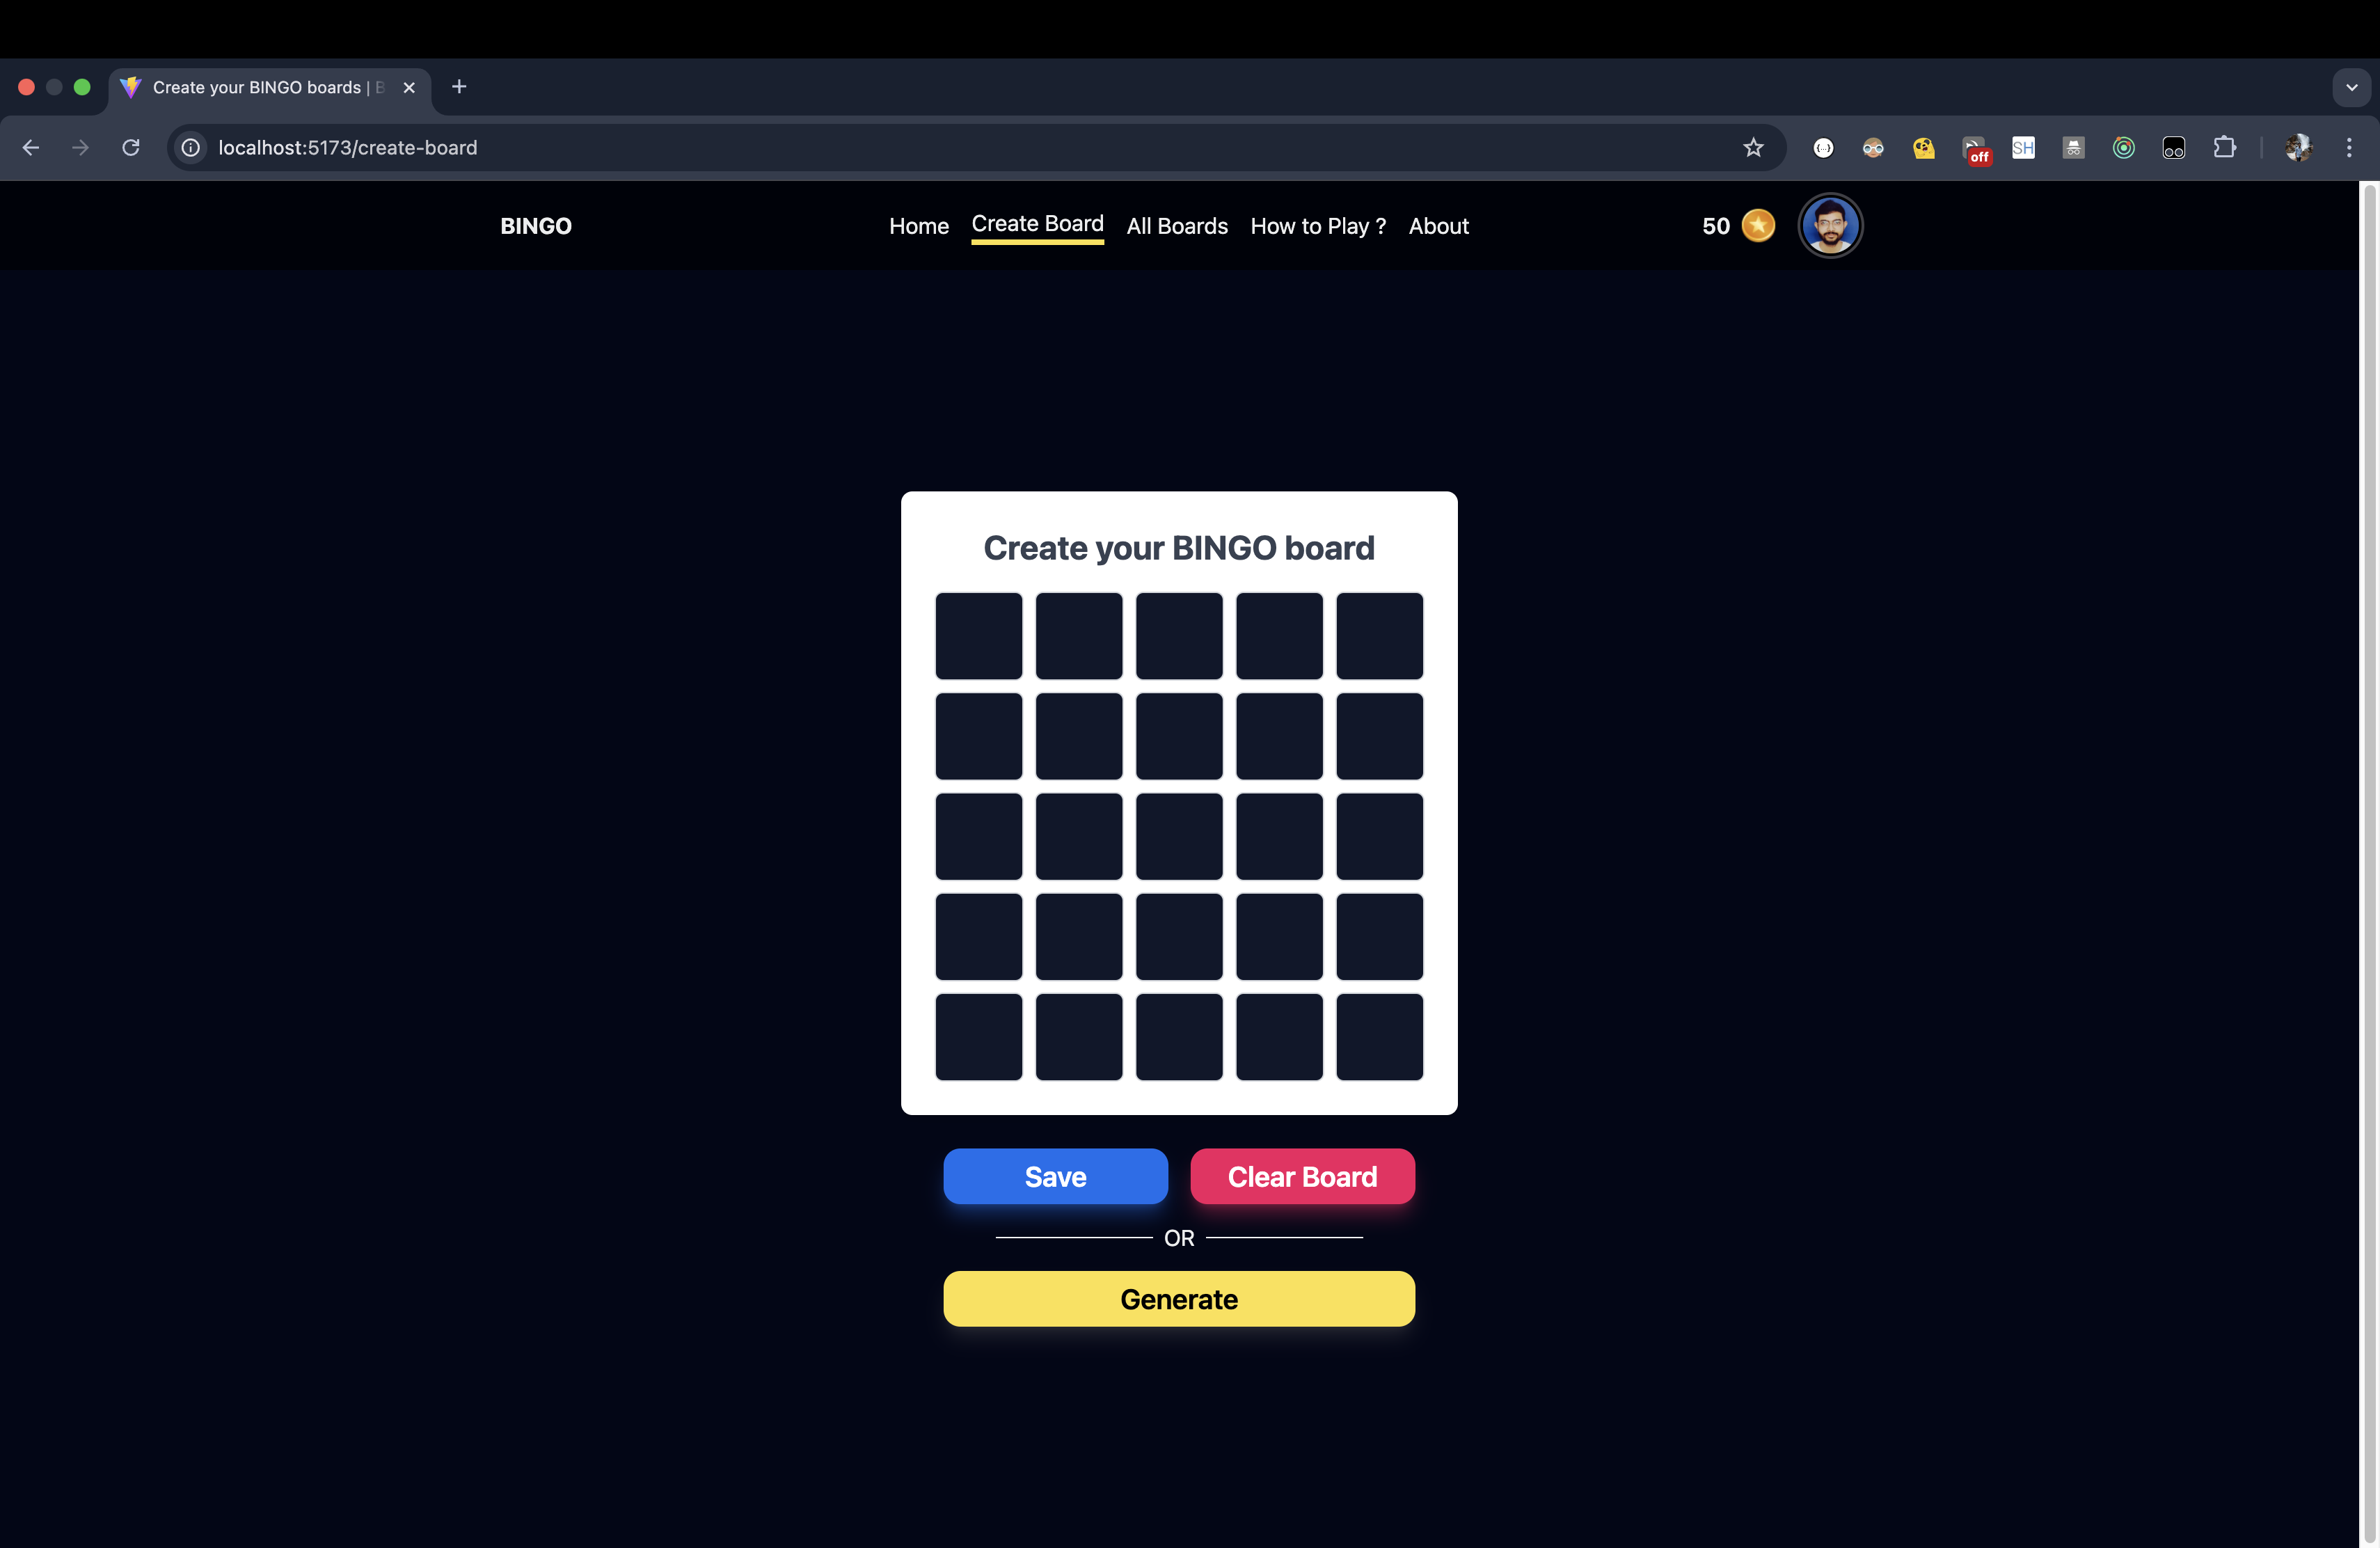 Create your BINGO boards | B
localhost:5173/create-board
off
SH
BINGO
Home
Create Board
All Boards
How to Play ?
About
50
Create your BINGO board
Save
Clear Board
OR
Generate